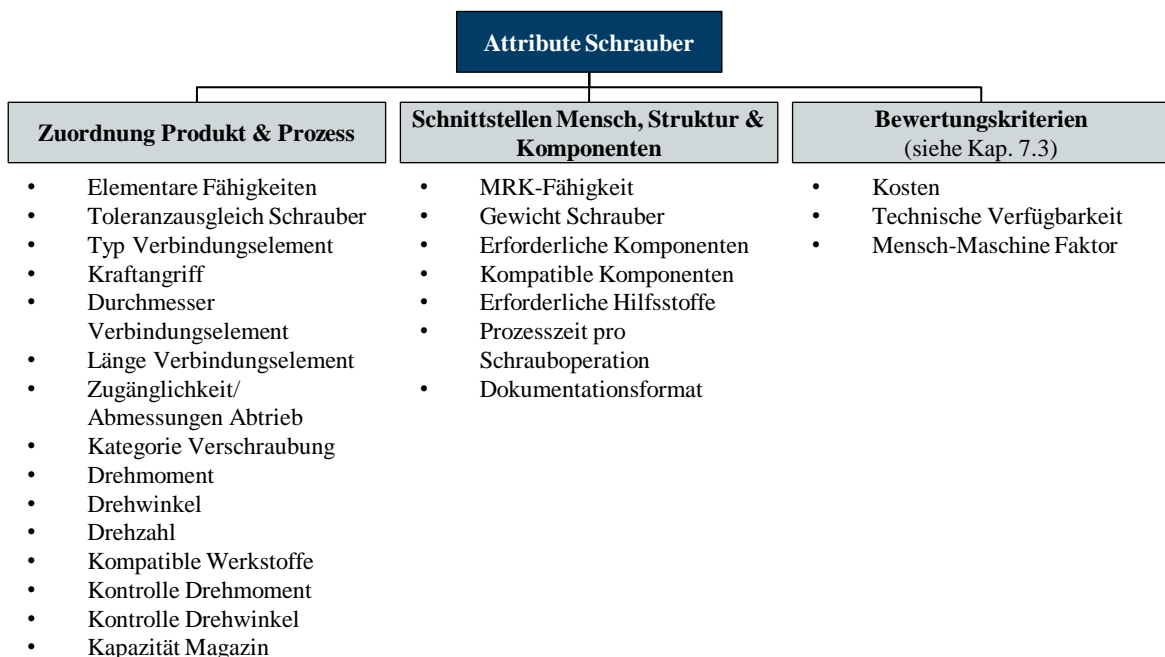 Attribute Schrauber
Zuordnung Produkt & Prozess
• Elementare Fähigkeiten
• Toleranzausgleich Schrauber
• Typ Verbindungselement
• Kraftangriff
• Durchmesser
Verbindungselement
• Länge Verbindungselement
• Zugänglichkeit/
Abmessungen Abtrieb
• Kategorie Verschraubung
• Drehmoment
• Drehwinkel
• Drehzahl
• Kompatible Werkstoffe
• Kontrolle Drehmoment
• Kontrolle Drehwinkel
• Kapazität Magazin
Schnittstellen Mensch, Struktur &
Komponenten
• MRK-Fähigkeit
• Gewicht Schrauber
• Erforderliche Komponenten
• Kompatible Komponenten
• Erforderliche Hilfsstoffe
• Prozesszeit pro
Schrauboperation
• Dokumentationsformat
Bewertungskriterien
(siehe Kap. 7.3)
• Kosten
• Technische Verfügbarkeit
• Mensch-Maschine Faktor